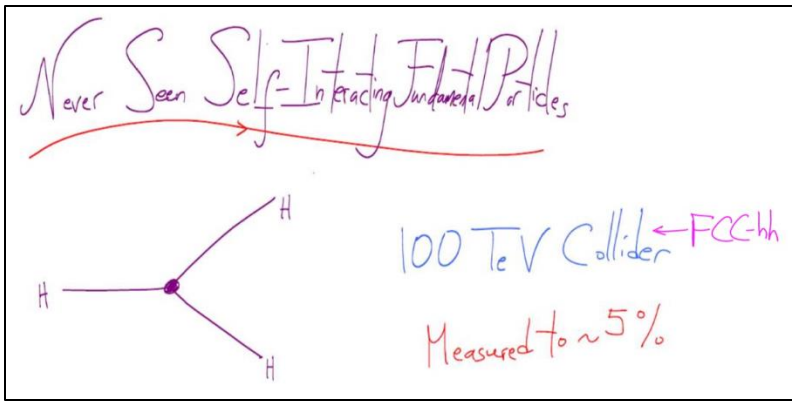 Never Seen Self-Interacting Fundamental Particles
H
H
H
100 TeV Collider ← FCC-hh
Measured to ~ 5%